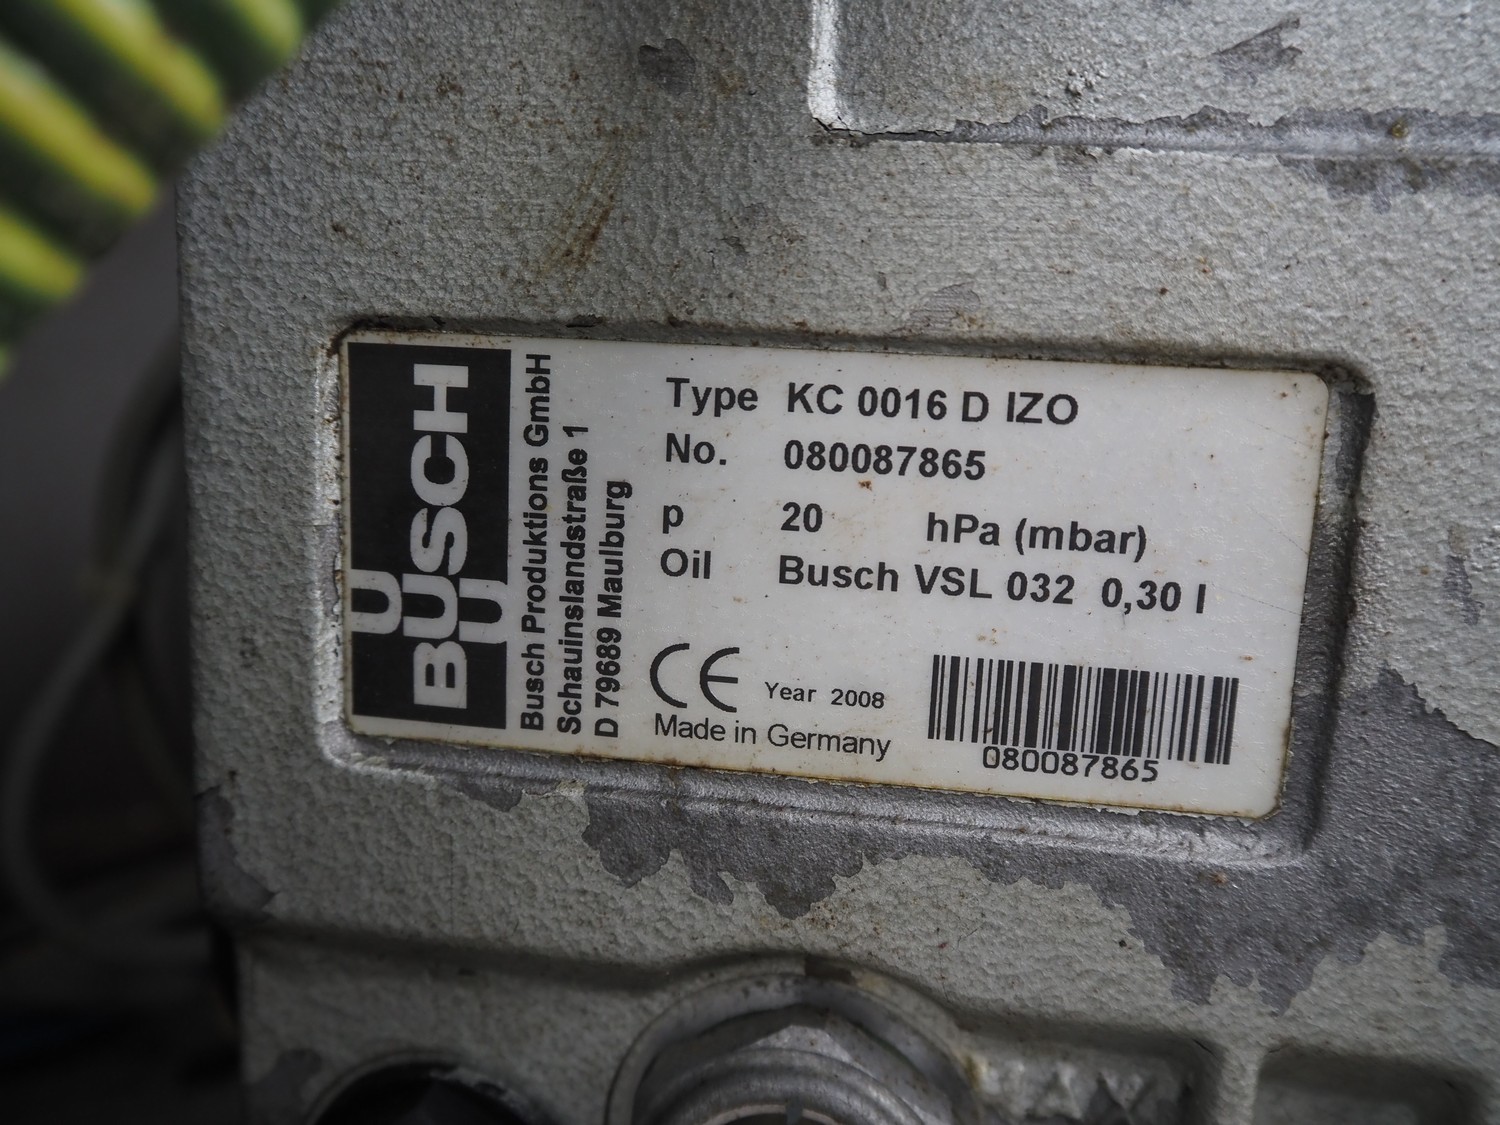 BUSCH
Busch Produktions GmbH
Schauinslandstraße 1
D 79689 Maulburg
Type KC 0016 D IZO
No. 080087865
p 20 hPa (mbar)
Oil Busch VSL 032 0,30 l
CE Year 2008
Made in Germany
080087865